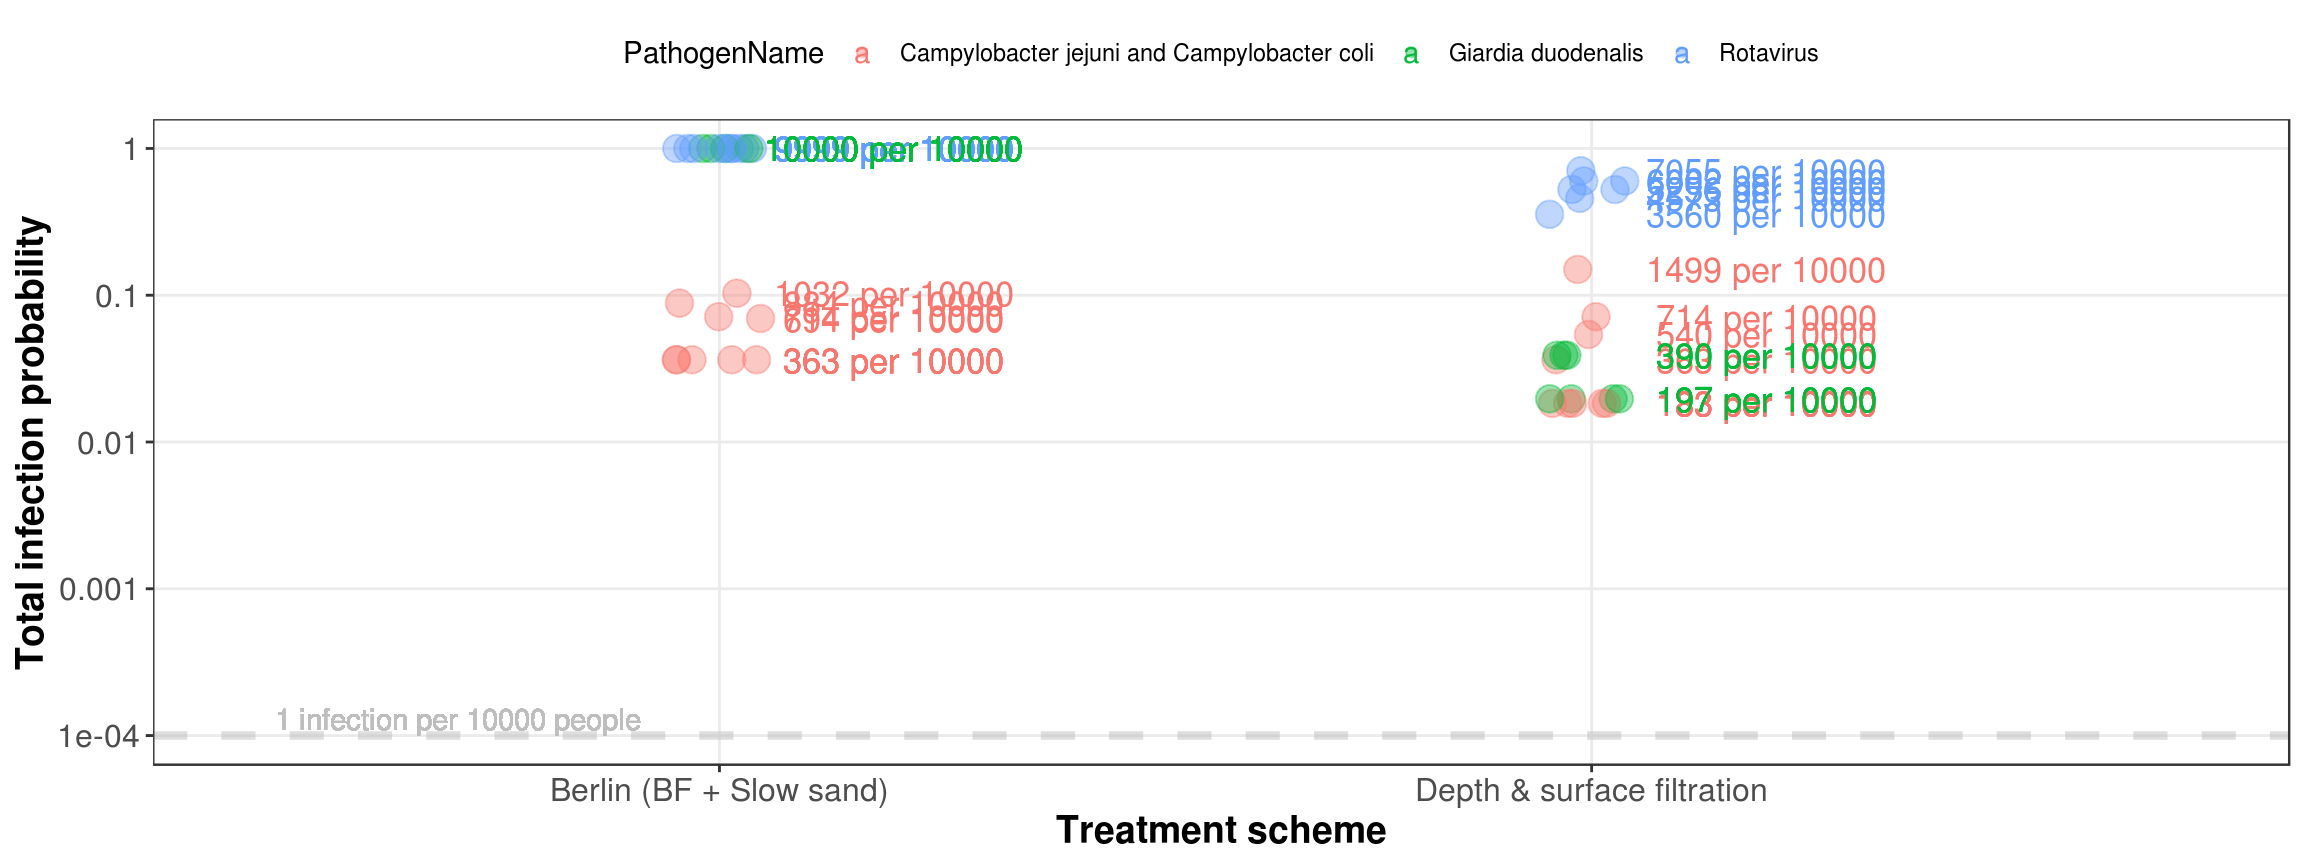 PathogenName a Campylobacter jejuni and Campylobacter coli a Giardia duodenalis a Rotavirus
Total infection probability
1
0.1
0.01
0.001
1e-04
10000 per 10000
1032 per 10000
363 per 10000
7055 per 10000
3560 per 10000
1499 per 10000
714 per 10000
540 per 10000
390 per 10000
197 per 10000
1 infection per 10000 people
Berlin (BF + Slow sand)
Depth & surface filtration
Treatment scheme